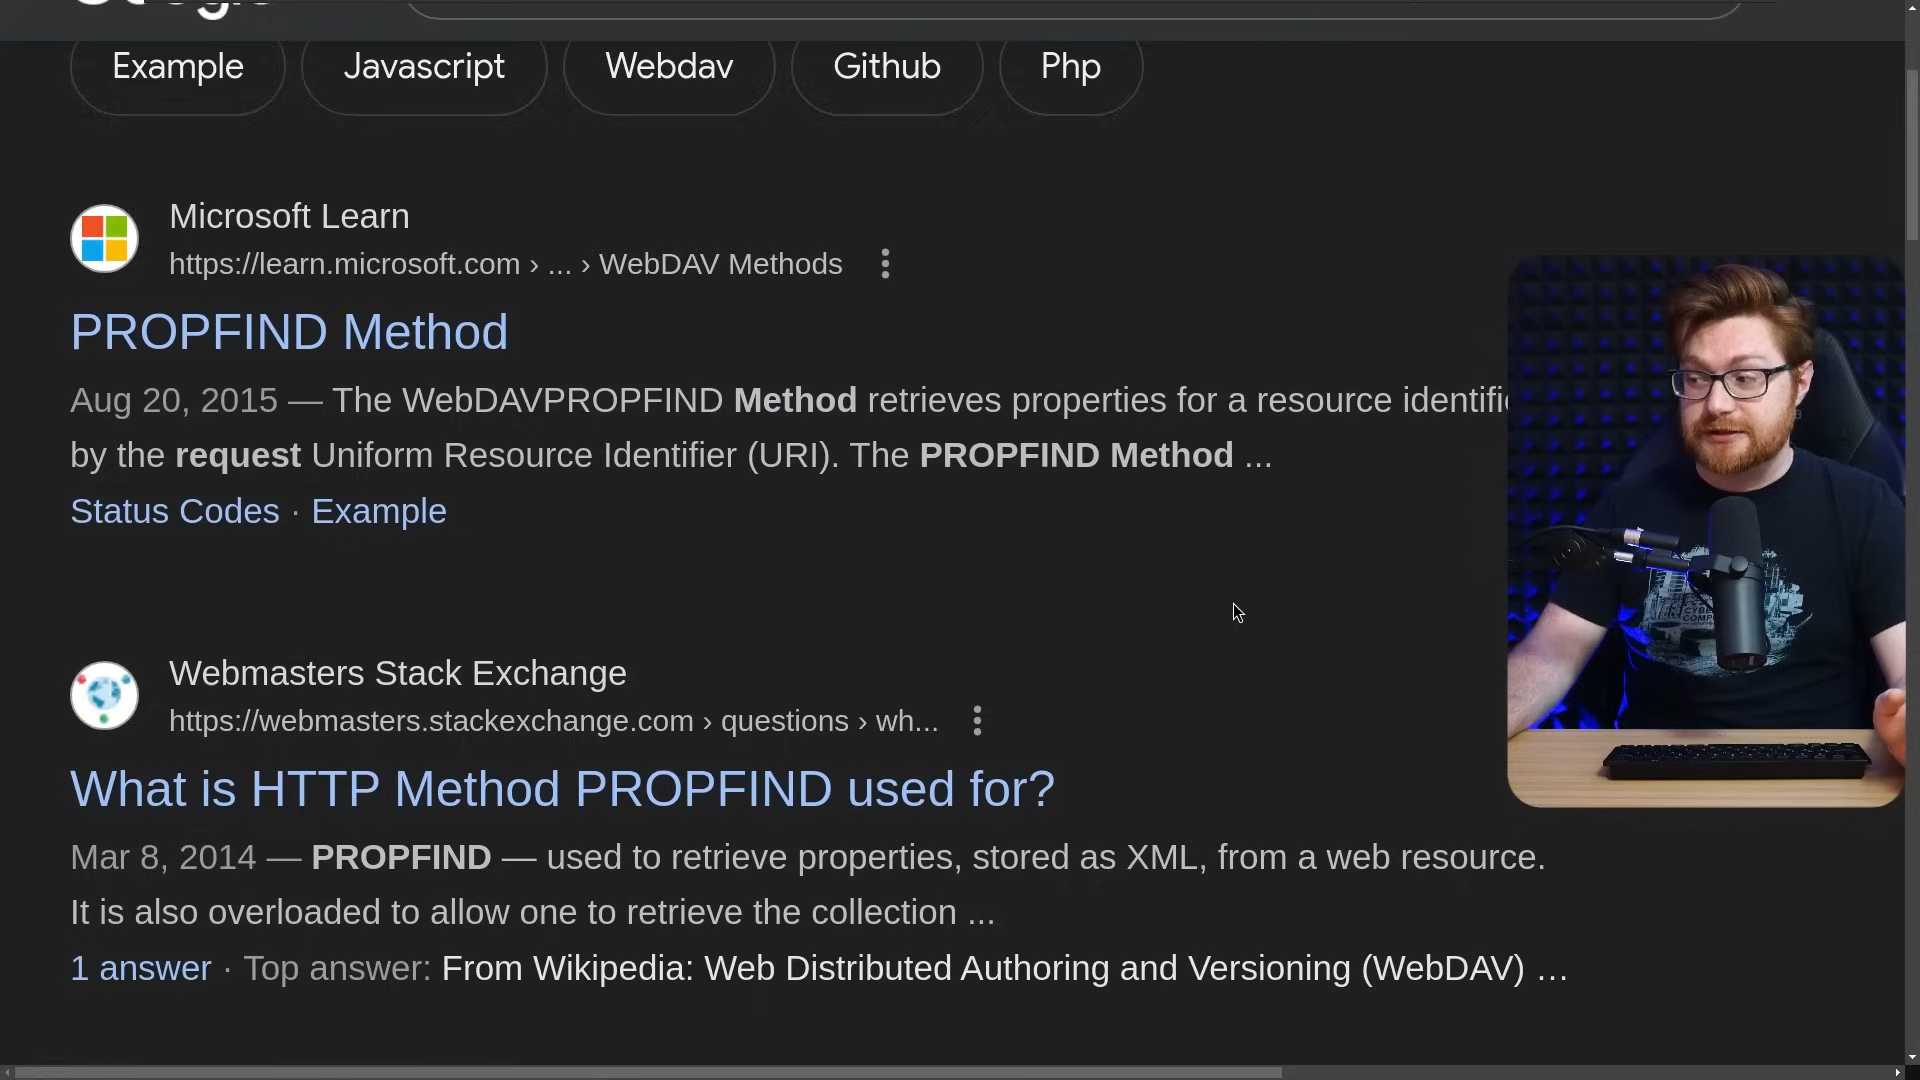 Google
Example Javascript Webdav Github Php
Microsoft Learn
https://learn.microsoft.com › ... › WebDAV Methods
PROPFIND Method
Aug 20, 2015 — The WebDAVPROPFIND Method retrieves properties for a resource identifi
by the request Uniform Resource Identifier (URI). The PROPFIND Method ...
Status Codes · Example
Webmasters Stack Exchange
https://webmasters.stackexchange.com › questions › wh...
What is HTTP Method PROPFIND used for?
Mar 8, 2014 — PROPFIND — used to retrieve properties, stored as XML, from a web resource.
It is also overloaded to allow one to retrieve the collection ...
1 answer · Top answer: From Wikipedia: Web Distributed Authoring and Versioning (WebDAV) ...